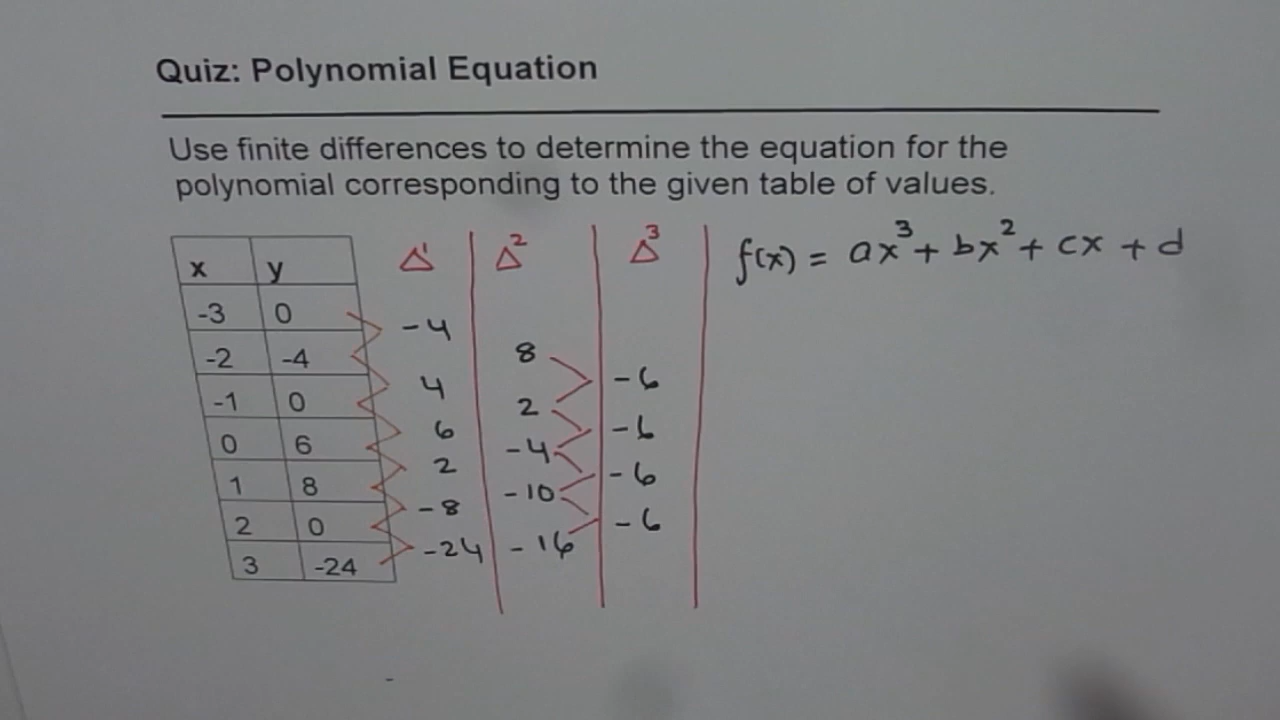 Quiz: Polynomial Equation
Use finite differences to determine the equation for the
polynomial corresponding to the given table of values.
x y Δ¹ Δ² Δ³ f(x) = ax³ + bx² + cx + d
-3 0
-4
-2 -4 8
4 -6
-1 0 2
6 -6
0 6 -4
2 -6
1 8 -10
-8 -6
2 0
-24 -16
3 -24